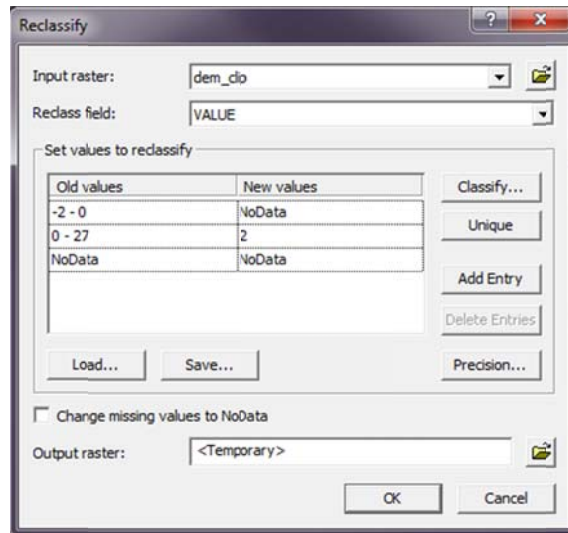 Reclassify
Input raster: dem_clip
Reclass field: VALUE
Set values to reclassify
Old values New values
-2 - 0 NoData
0 - 27 2
NoData NoData
Classify...
Unique
Add Entry
Delete Entries
Load... Save... Precision...
Change missing values to NoData
Output raster: <Temporary>
OK Cancel